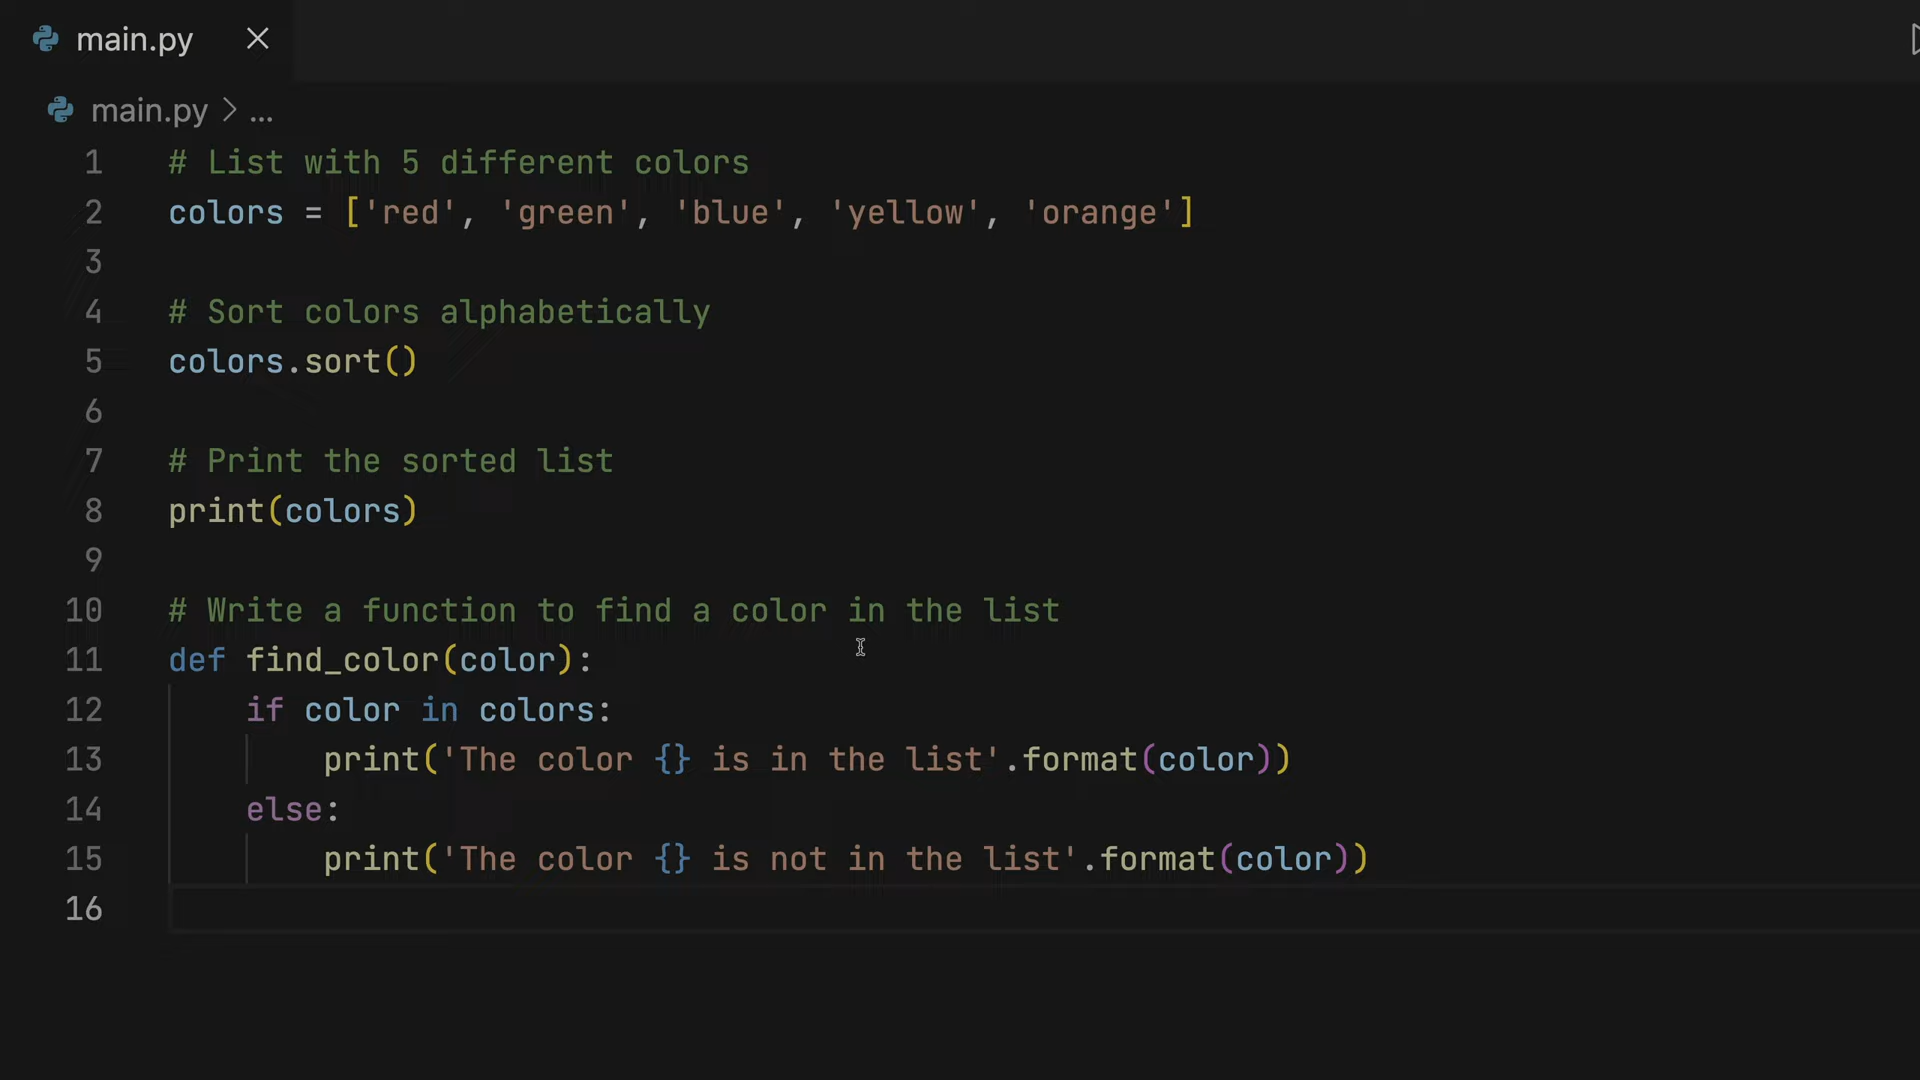 main.py
main.py > ...
1 # List with 5 different colors
2 colors = ['red', 'green', 'blue', 'yellow', 'orange']
3
4 # Sort colors alphabetically
5 colors.sort()
6
7 # Print the sorted list
8 print(colors)
9
10 # Write a function to find a color in the list
11 def find_color(color):
12     if color in colors:
13         print('The color {} is in the list'.format(color))
14     else:
15         print('The color {} is not in the list'.format(color))
16